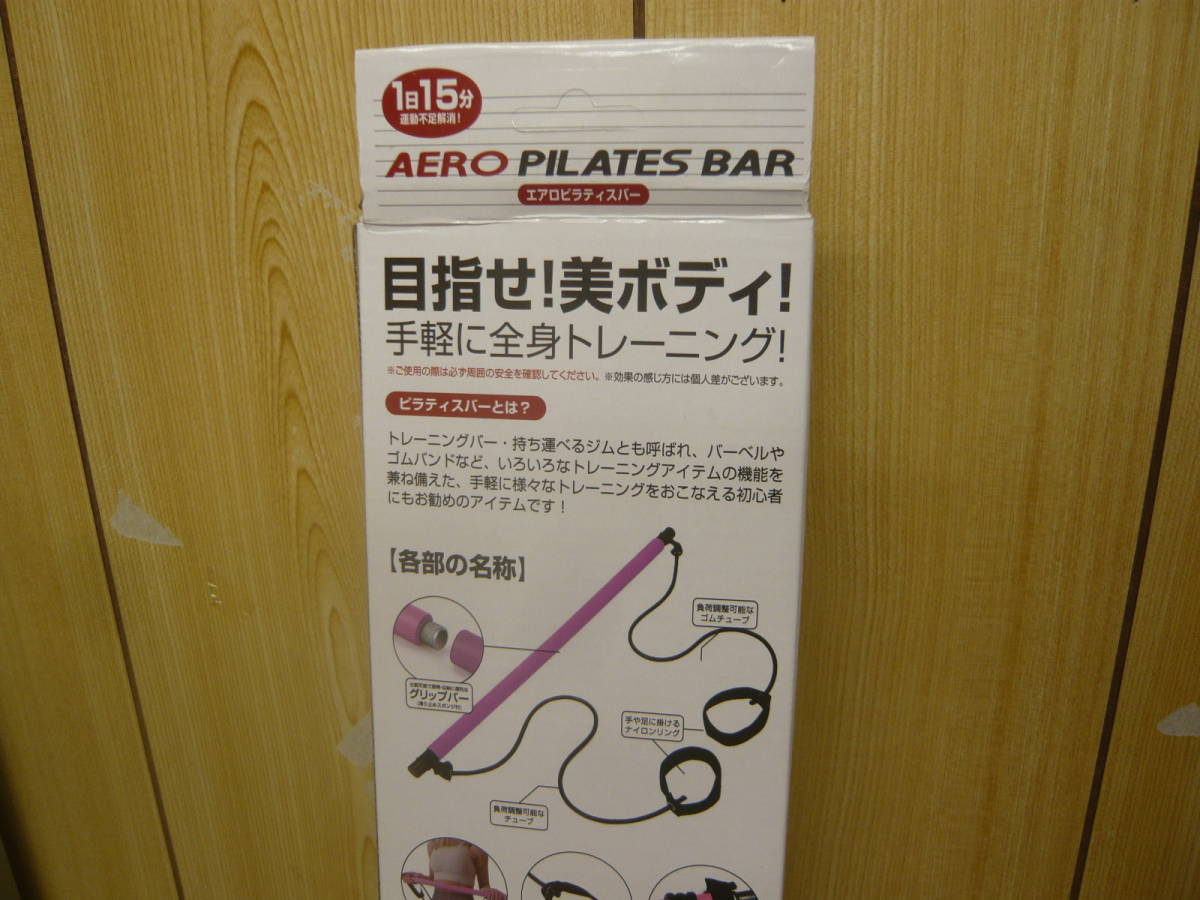 1日15分
運動不足解消!
AERO PILATES BAR
エアロピラティスバー
目指せ!美ボディ!
手軽に全身トレーニング!
※ご使用の際は必ず周囲の安全を確認してください。※効果の感じ方には個人差がございます。
ピラティスバーとは?
トレーニングバー・持ち運べるジムとも呼ばれ、バーベルや
ゴムバンドなど、いろいろなトレーニングアイテムの機能を
兼ね備えた、手軽に様々なトレーニングをおこなえる初心者
にもお勧めのアイテムです!
【各部の名称】
負荷調整可能な
ゴムチューブ
グリップバー
(滑り止めスポンジ付)
手や足に掛ける
ナイロンリング
負荷調整可能な
チューブ